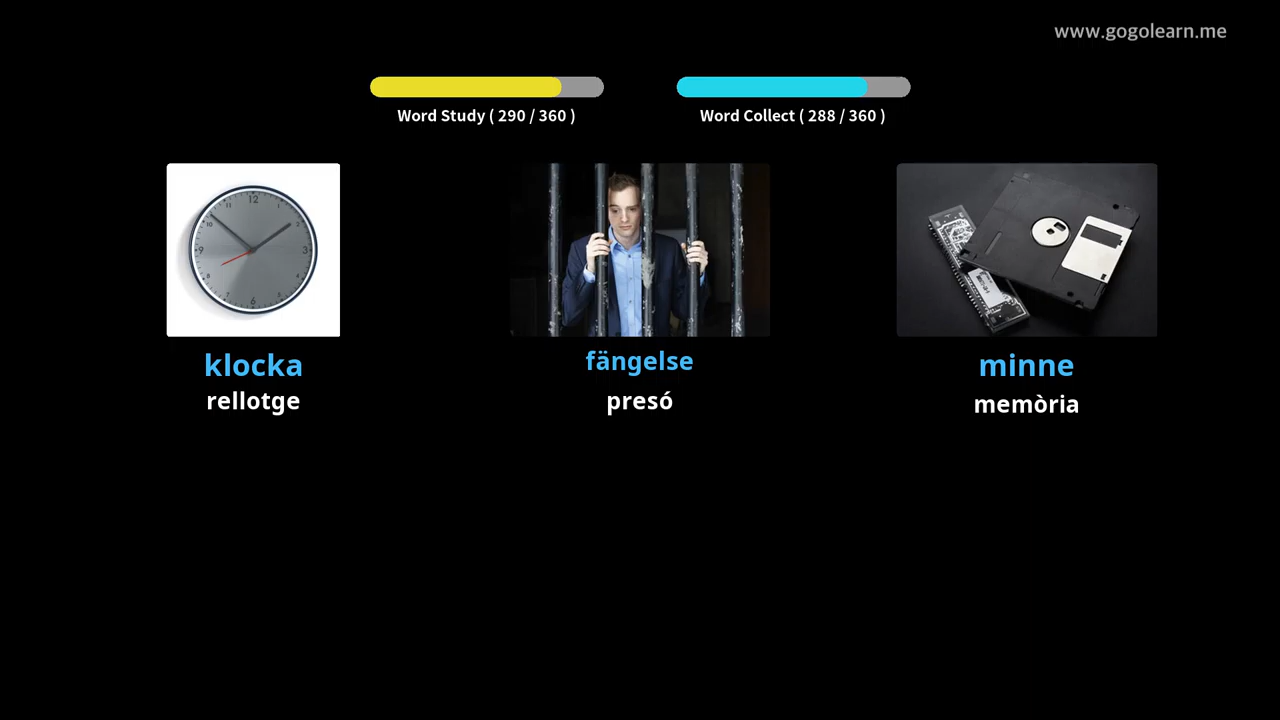 www.gogolearn.me
Word Study ( 290 / 360 )
Word Collect ( 288 / 360 )
klocka
rellotge
fängelse
presó
minne
memòria